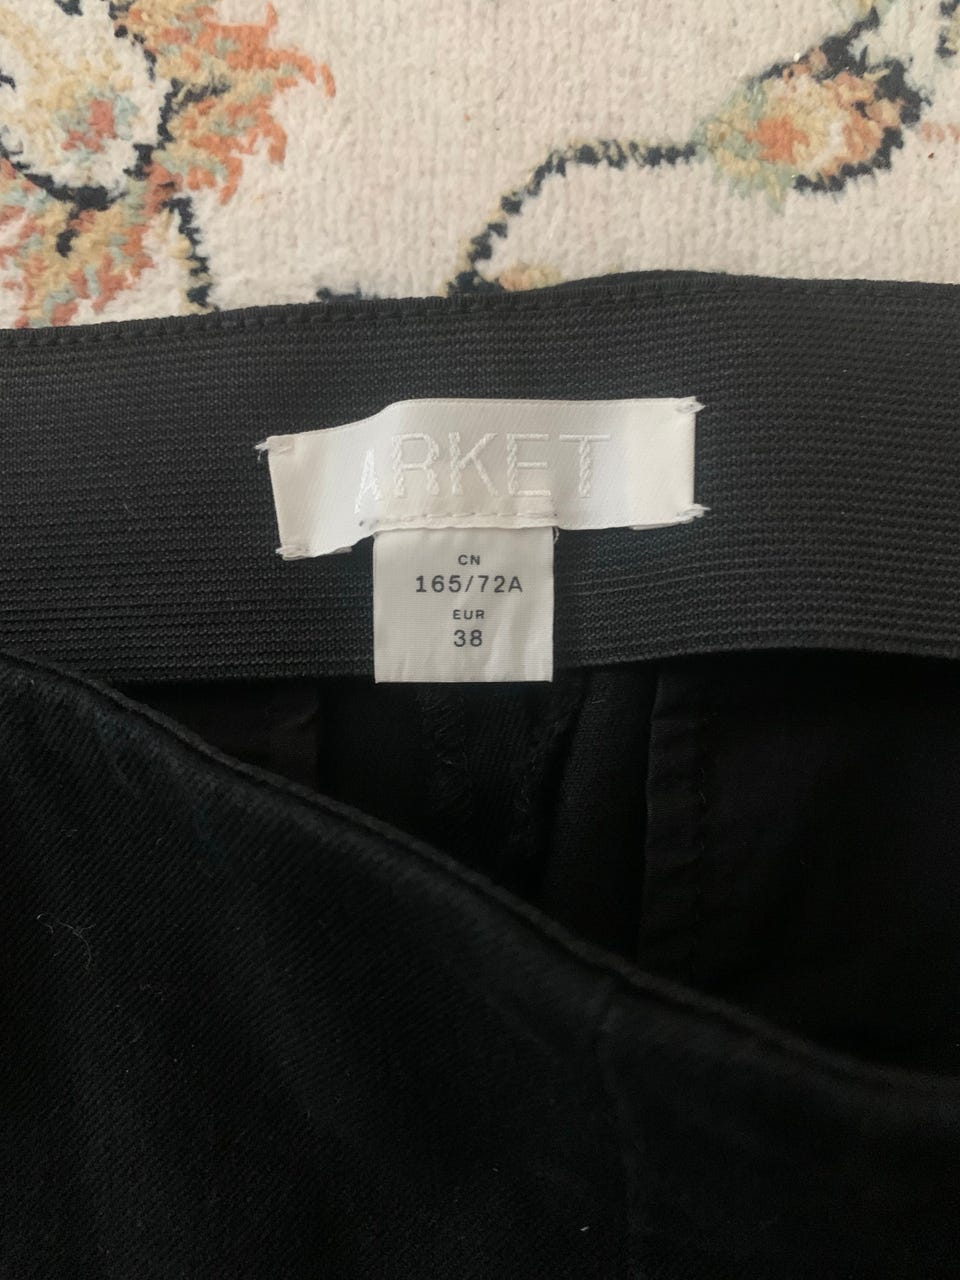 ARKET
CN
165/72A
EUR
38